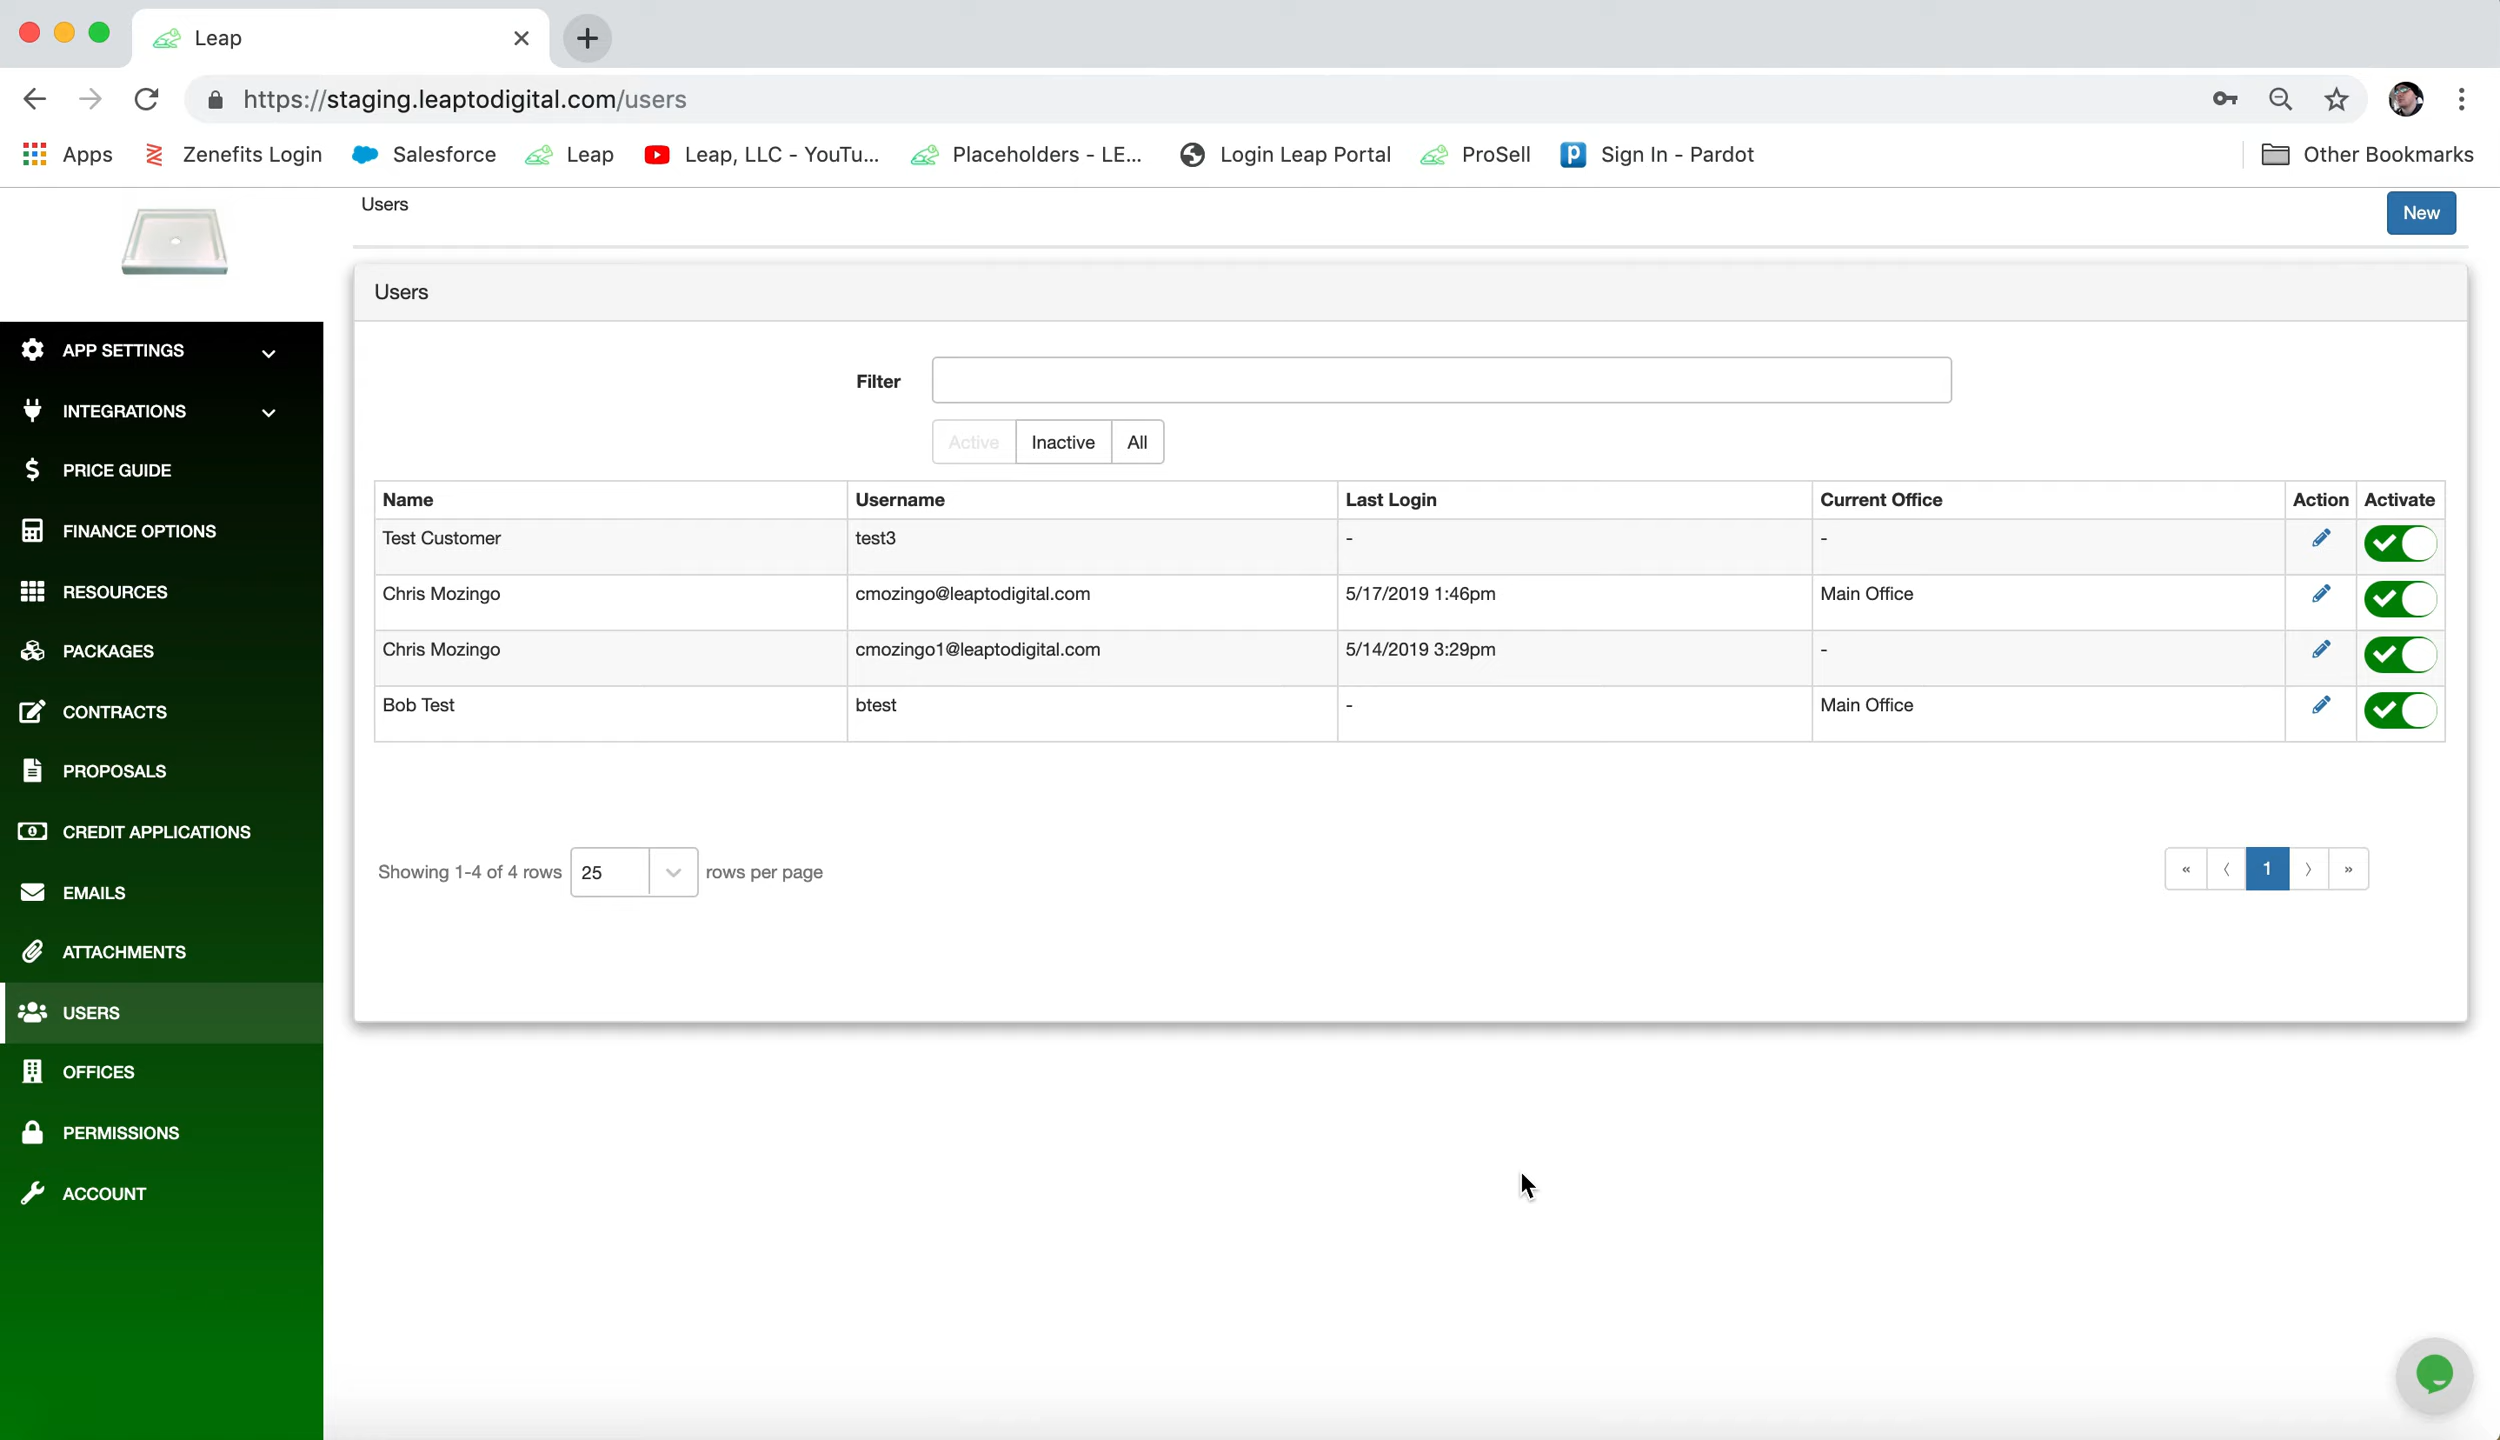 Leap
https://staging.leaptodigital.com/users
Apps Zenefits Login Salesforce Leap Leap, LLC - YouTu... Placeholders - LE... Login Leap Portal ProSell Sign In - Pardot Other Bookmarks
Users New
Users
APP SETTINGS
INTEGRATIONS
PRICE GUIDE
FINANCE OPTIONS
RESOURCES
PACKAGES
CONTRACTS
PROPOSALS
CREDIT APPLICATIONS
EMAILS
ATTACHMENTS
USERS
OFFICES
PERMISSIONS
ACCOUNT
Filter
Active Inactive All
Name Username Last Login Current Office Action Activate
Test Customer test3 - -
Chris Mozingo cmozingo@leaptodigital.com 5/17/2019 1:46pm Main Office
Chris Mozingo cmozingo1@leaptodigital.com 5/14/2019 3:29pm -
Bob Test btest - Main Office
Showing 1-4 of 4 rows 25 rows per page « ‹ 1 › »